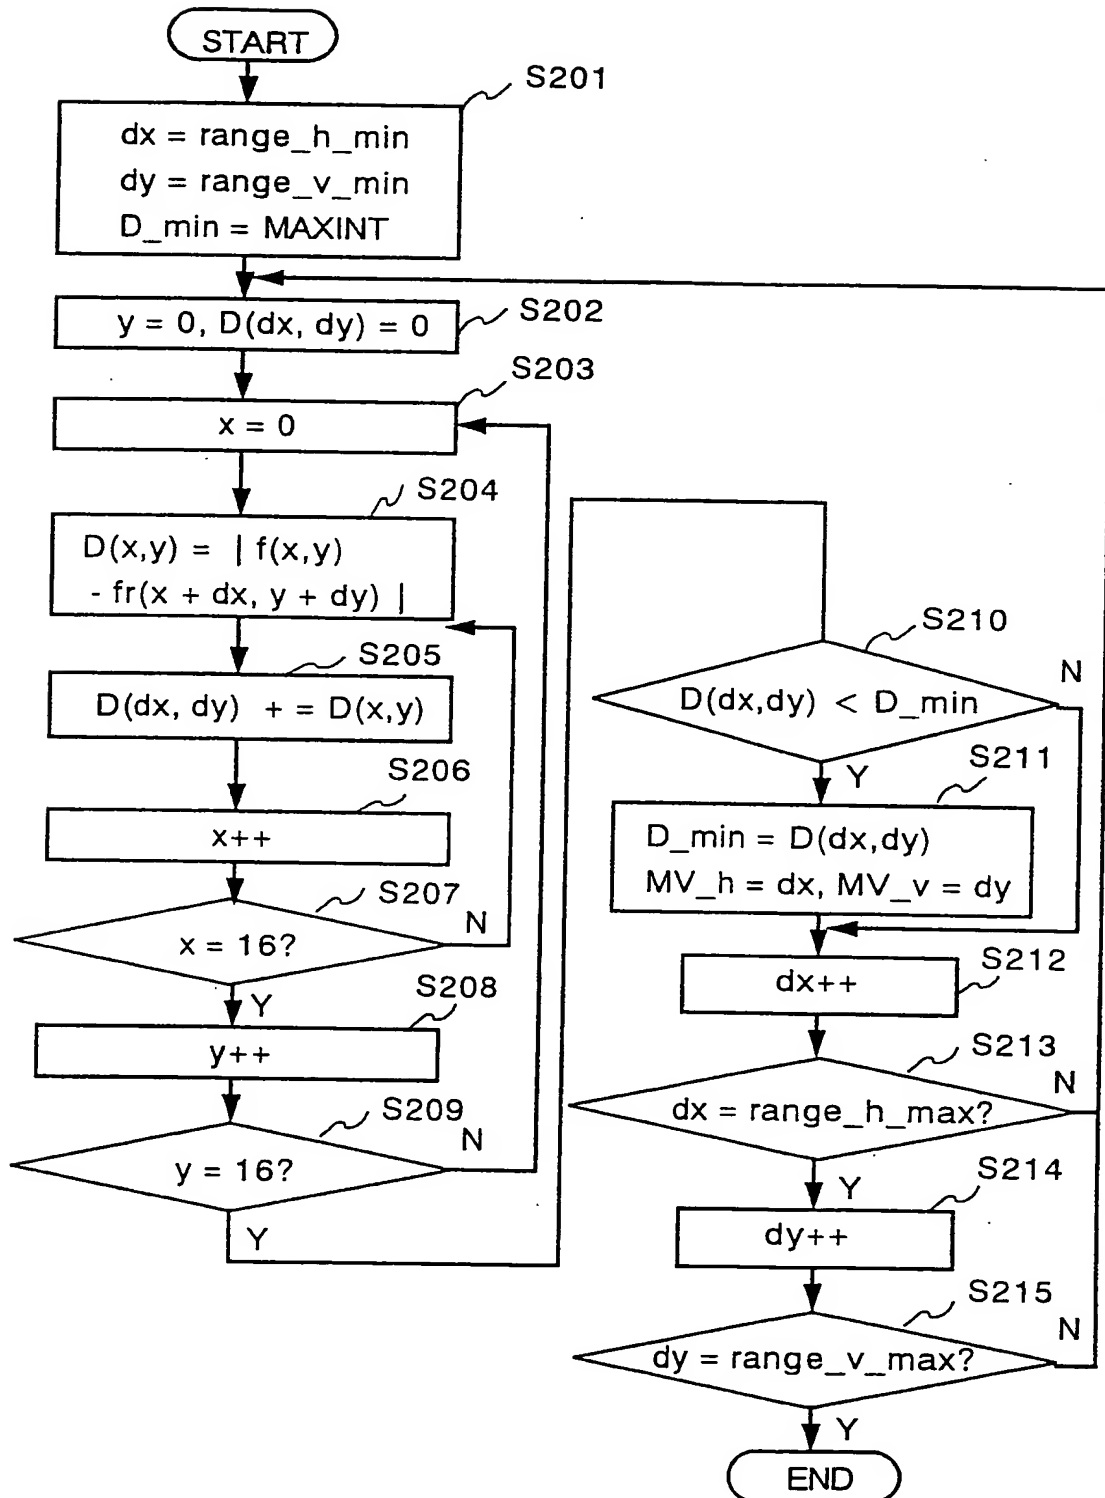 START
S201
dx = range_h_min
dy = range_v_min
D_min = MAXINT
S202
y = 0, D(dx, dy) = 0
S203
x = 0
S204
D(x,y) = | f(x,y)
- fr(x + dx, y + dy) |
S205
D(dx, dy) + = D(x,y)
S206
x++
S207
x = 16?
N
Y
S208
y++
S209
y = 16?
N
Y
S210
D(dx,dy) < D_min
N
Y
S211
D_min = D(dx,dy)
MV_h = dx, MV_v = dy
S212
dx++
S213
dx = range_h_max?
N
Y
S214
dy++
S215
dy = range_v_max?
N
Y
END